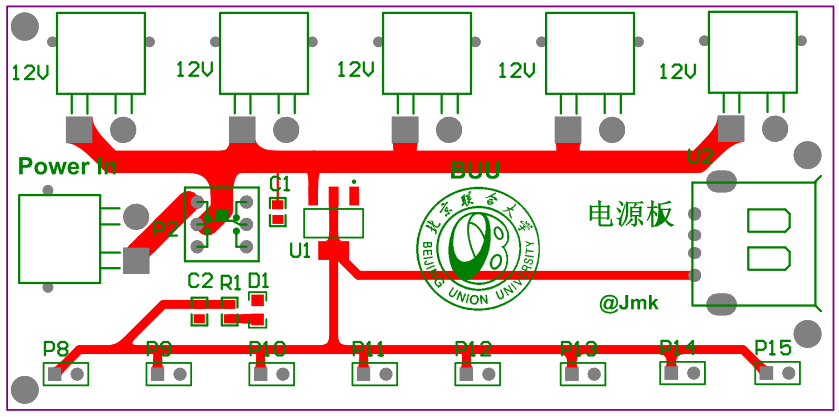 12V
12V
12V
12V
12V
Power In
BUU
U2
C1
P2
U1
北京联合大学
BEIJING UNION UNIVERSITY
电源板
C2
R1
D1
@Jmk
P8
P9
P10
P11
P12
P13
P14
P15